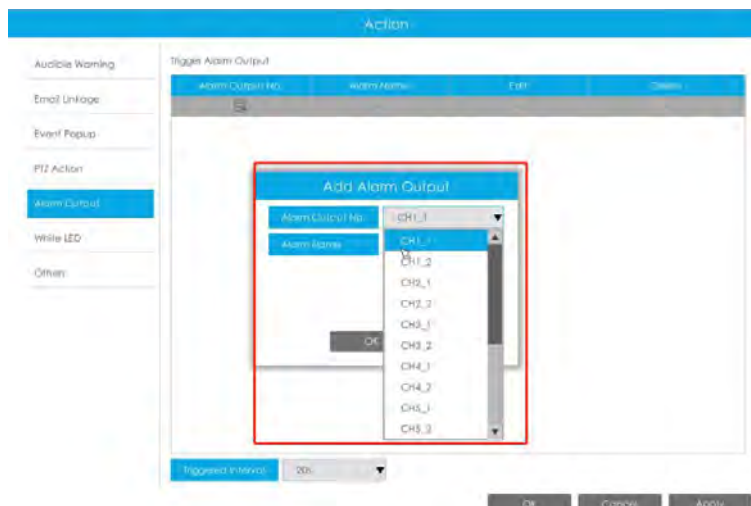 Action
Audible Warning
Email Linkage
Event Popup
PTZ Action
Alarm Output
White LED
Others
Trigger Alarm Output
Alarm Output No. Alarm Name Edit Delete
Add Alarm Output
Alarm Output No. CH1_1
Alarm Name
CH1_1
CH1_2
CH2_1
CH2_2
CH3_1
CH3_2
CH4_1
CH4_2
CH5_1
CH5_2
OK
Triggered Interval 20s
OK Cancel Apply